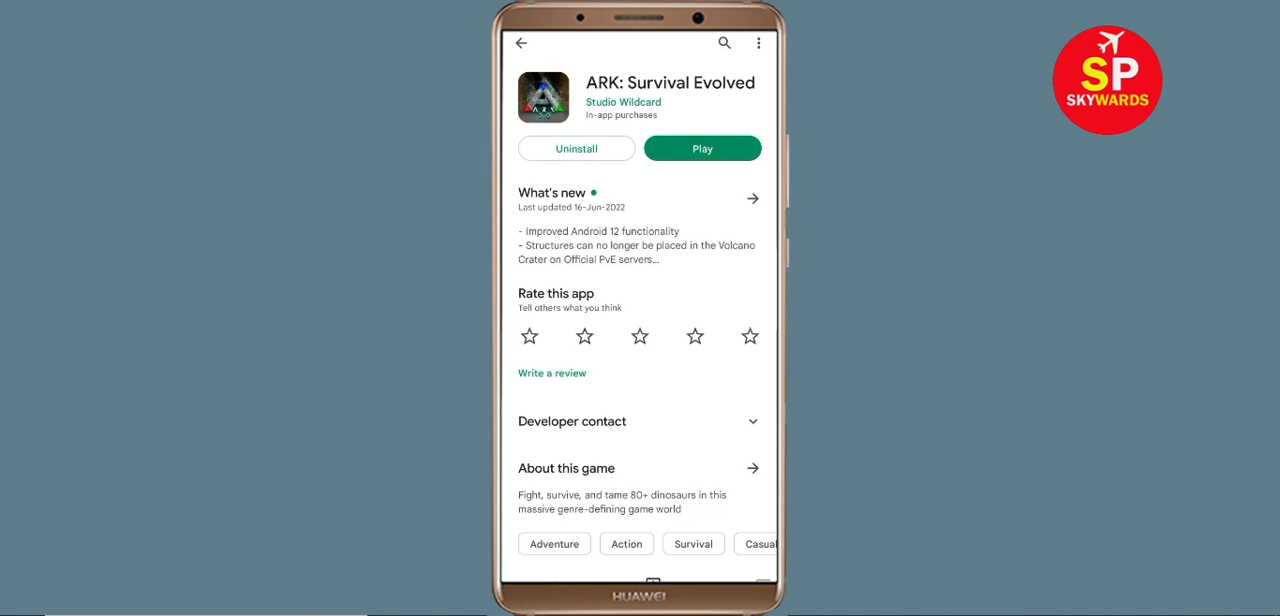 SP
SKYWARDS
ARK: Survival Evolved
Studio Wildcard
In-app purchases
Uninstall
Play
What's new
Last updated 16-Jun-2022
- Improved Android 12 functionality
- Structures can no longer be placed in the Volcano
Crater on Official PvE servers...
Rate this app
Tell others what you think
Write a review
Developer contact
About this game
Fight, survive, and tame 80+ dinosaurs in this
massive genre-defining game world
Adventure
Action
Survival
Casual
HUAWEI